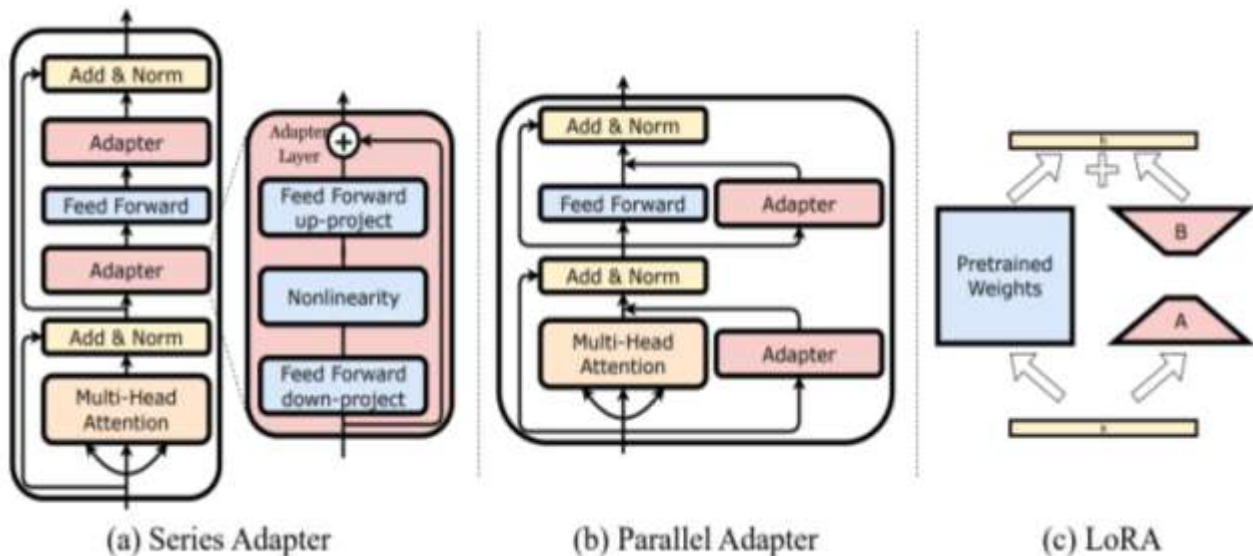 Add & Norm
Adapter
Feed Forward
Adapter
Add & Norm
Multi-Head
Attention
Adapter
Layer
Feed Forward
up-project
Nonlinearity
Feed Forward
down-project
(a) Series Adapter
Add & Norm
Feed Forward
Adapter
Add & Norm
Multi-Head
Attention
Adapter
(b) Parallel Adapter
h
Pretrained
Weights
B
A
(c) LoRA